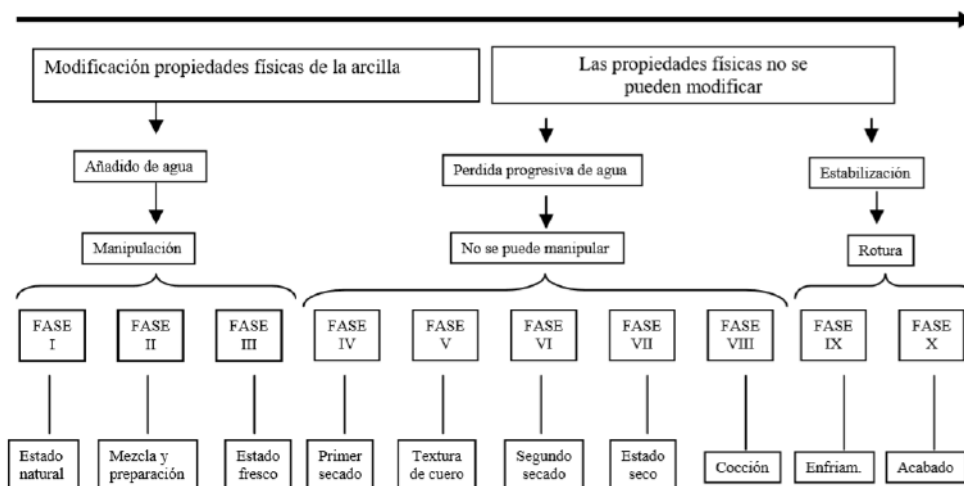 Modificación propiedades físicas de la arcilla
Las propiedades físicas no se
pueden modificar
Añadido de agua
Perdida progresiva de agua
Estabilización
Manipulación
No se puede manipular
Rotura
FASE
I
FASE
II
FASE
III
FASE
IV
FASE
V
FASE
VI
FASE
VII
FASE
VIII
FASE
IX
FASE
X
Estado
natural
Mezcla y
preparación
Estado
fresco
Primer
secado
Textura
de cuero
Segundo
secado
Estado
seco
Cocción
Enfriam.
Acabado